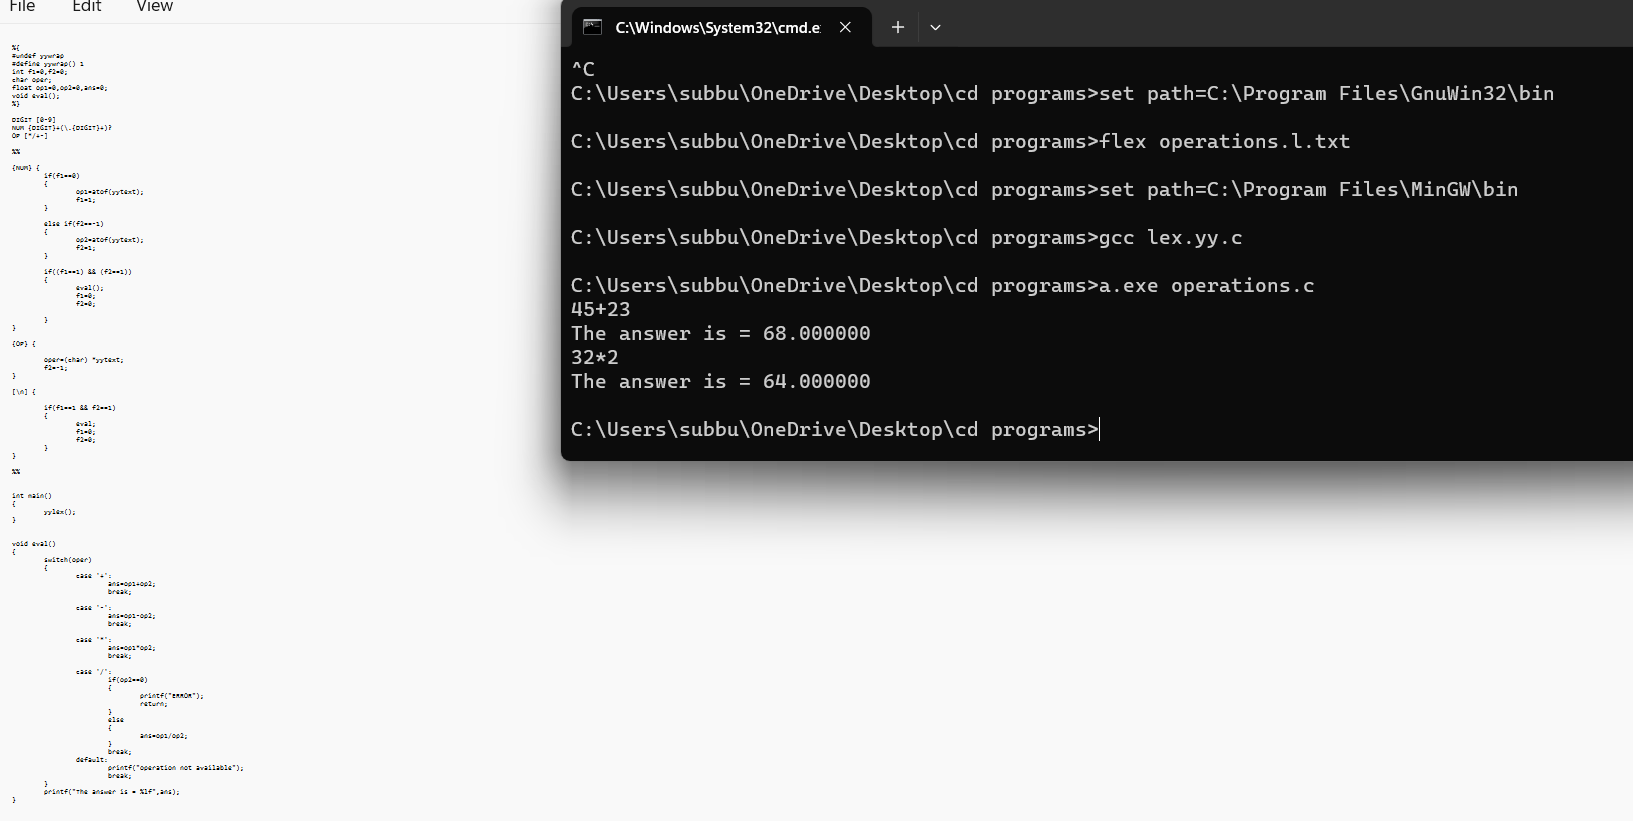 File Edit View
%{
#undef yywrap
#define yywrap() 1
int f1=0,f2=0;
char oper;
float op1=0,op2=0,ans=0;
void eval();
%}
DIGIT [0-9]
NUM {DIGIT}+(\.{DIGIT}+)?
OP [*/+-]
%%
{NUM} {
if(f1==0)
{
op1=atof(yytext);
f1=1;
}
else if(f2==-1)
{
op2=atof(yytext);
f2=1;
}
if((f1==1) && (f2==1))
{
eval();
f1=0;
f2=0;
}
}
{OP} {
oper=(char) *yytext;
f2=-1;
}
[\n] {
if(f1==1 && f2==1)
{
eval;
f1=0;
f2=0;
}
}
%%
int main()
{
yylex();
}
void eval()
{
switch(oper)
{
case '+':
ans=op1+op2;
break;
case '-':
ans=op1-op2;
break;
case '*':
ans=op1*op2;
break;
case '/':
if(op2==0)
{
printf("ERROR");
return;
}
else
{
ans=op1/op2;
}
break;
default:
printf("operation not available");
break;
}
printf("The answer is = %lf",ans);
}
C:\Windows\System32\cmd.e
^C
C:\Users\subbu\OneDrive\Desktop\cd programs>set path=C:\Program Files\GnuWin32\bin
C:\Users\subbu\OneDrive\Desktop\cd programs>flex operations.l.txt
C:\Users\subbu\OneDrive\Desktop\cd programs>set path=C:\Program Files\MinGW\bin
C:\Users\subbu\OneDrive\Desktop\cd programs>gcc lex.yy.c
C:\Users\subbu\OneDrive\Desktop\cd programs>a.exe operations.c
45+23
The answer is = 68.000000
32*2
The answer is = 64.000000
C:\Users\subbu\OneDrive\Desktop\cd programs>